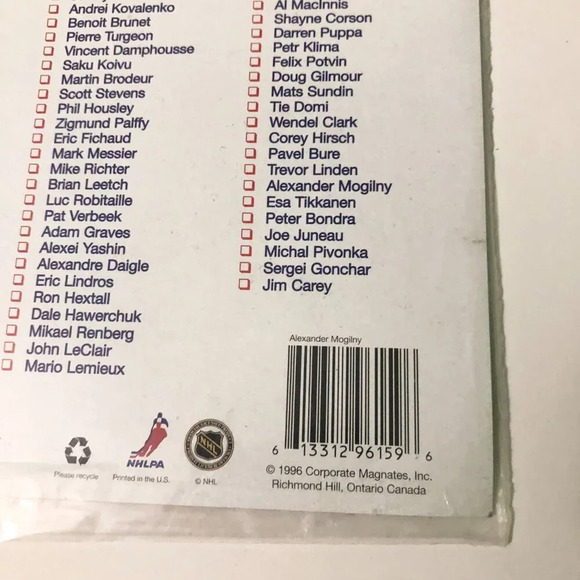 Andrei Kovalenko
Benoit Brunet
Pierre Turgeon
Vincent Damphousse
Saku Koivu
Martin Brodeur
Scott Stevens
Phil Housley
Zigmund Palffy
Eric Fichaud
Mark Messier
Mike Richter
Brian Leetch
Luc Robitaille
Pat Verbeek
Adam Graves
Alexei Yashin
Alexandre Daigle
Eric Lindros
Ron Hextall
Dale Hawerchuk
Mikael Renberg
John LeClair
Mario Lemieux
Al MacInnis
Shayne Corson
Darren Puppa
Petr Klima
Felix Potvin
Doug Gilmour
Mats Sundin
Tie Domi
Wendel Clark
Corey Hirsch
Pavel Bure
Trevor Linden
Alexander Mogilny
Esa Tikkanen
Peter Bondra
Joe Juneau
Michal Pivonka
Sergei Gonchar
Jim Carey
Alexander Mogilny
6 13312 96159 6
© 1996 Corporate Magnates, Inc.
Richmond Hill, Ontario Canada
Please recycle
NHLPA
Printed in the U.S.
NHL
© NHL